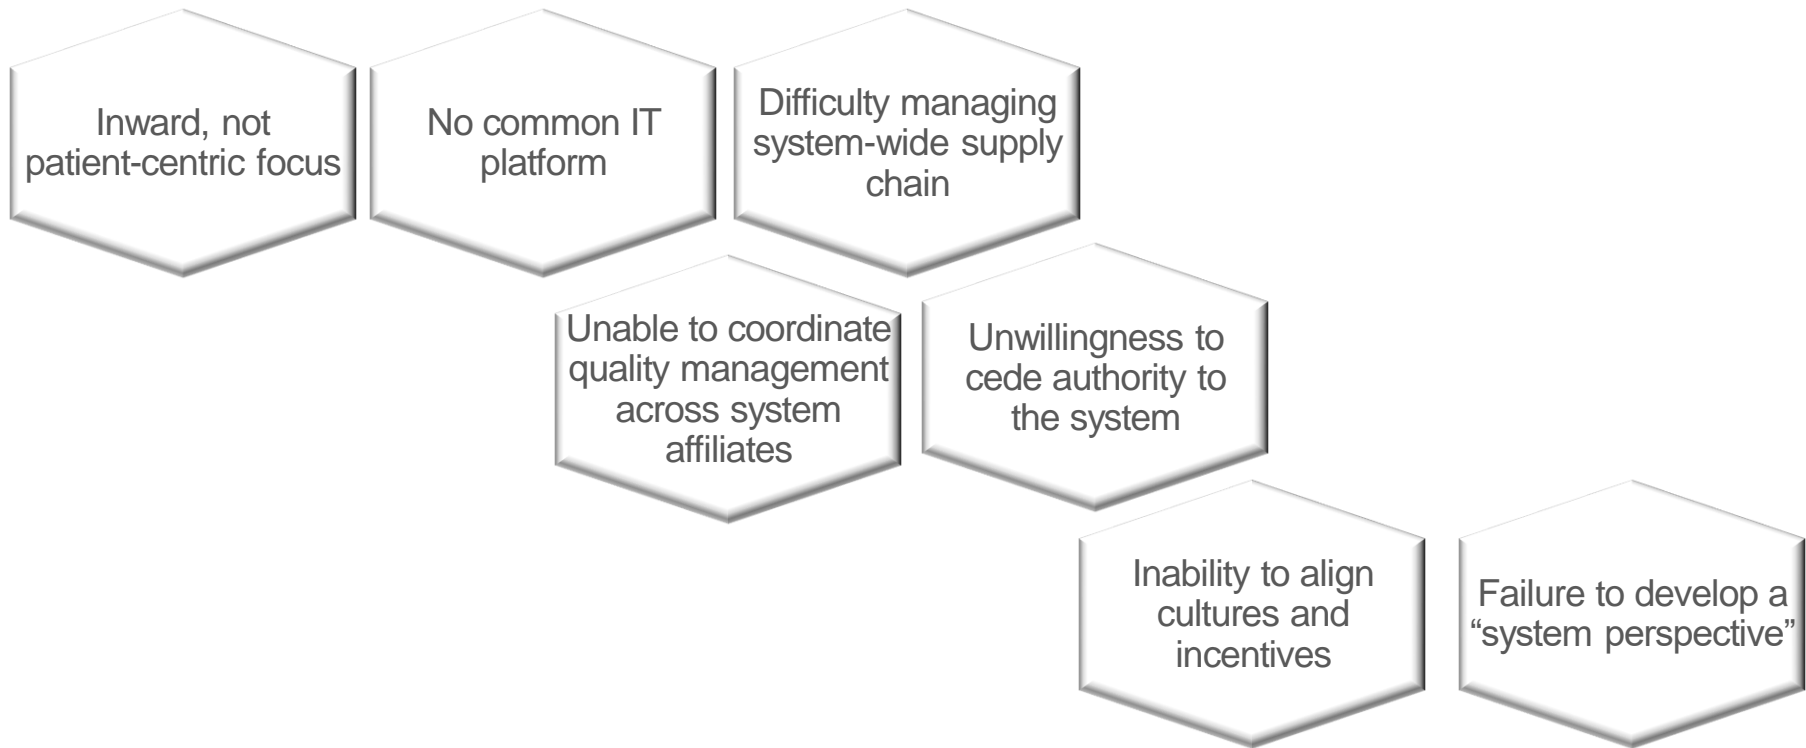 Inward, not
patient-centric focus
No common IT
platform
Difficulty managing
system-wide supply
chain
Unable to coordinate
quality management
across system
affiliates
Unwillingness to
cede authority to
the system
Inability to align
cultures and
incentives
Failure to develop a
“system perspective”